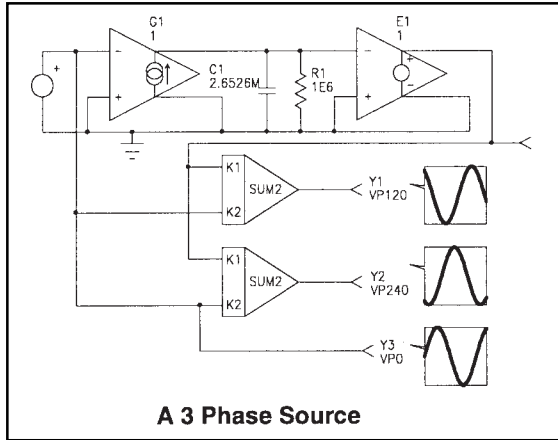 G1
1
E1
1
C1
2.6526M
R1
1E6
K1
K2
SUM2
Y1
VP120
K1
K2
SUM2
Y2
VP240
Y3
VP0
A 3 Phase Source